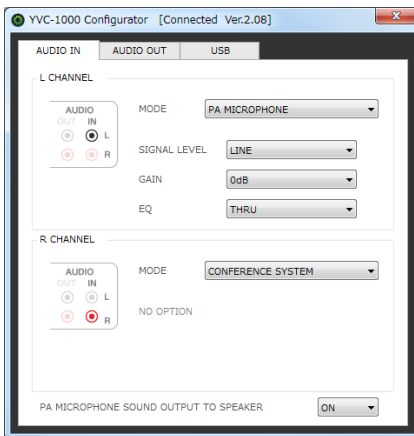 YVC-1000 Configurator [Connected Ver.2.08]
AUDIO IN AUDIO OUT USB
L CHANNEL
AUDIO
OUT IN
L
R
MODE PA MICROPHONE
SIGNAL LEVEL LINE
GAIN 0dB
EQ THRU
R CHANNEL
AUDIO
OUT IN
L
R
MODE CONFERENCE SYSTEM
NO OPTION
PA MICROPHONE SOUND OUTPUT TO SPEAKER ON